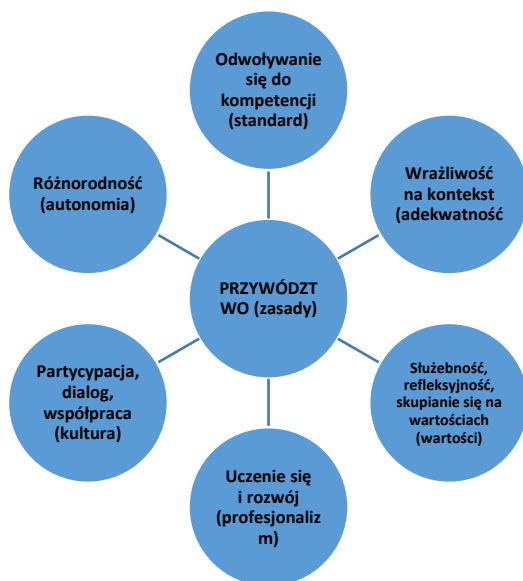 Odwoływanie
się do
kompetencji
(standard)
Różnorodność
(autonomia)
Wrażliwość
na kontekst
(adekwatność
PRZYWÓDZT
WO (zasady)
Partycypacja,
dialog,
współpraca
(kultura)
Służebność,
refleksyjność,
skupianie się na
wartościach
(wartości)
Uczenie się
i rozwój
(profesjonaliz
m)